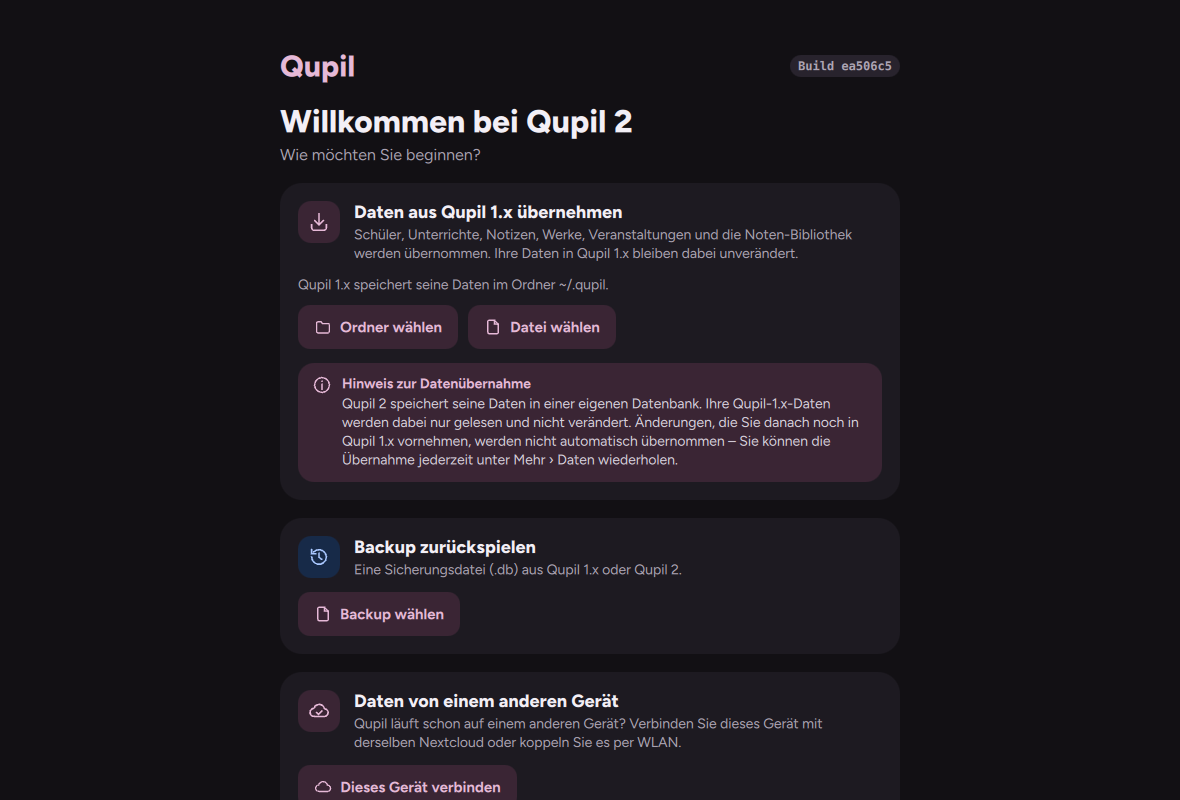 Qupil
Build ea506c5
Willkommen bei Qupil 2
Wie möchten Sie beginnen?
Daten aus Qupil 1.x übernehmen
Schüler, Unterrichte, Notizen, Werke, Veranstaltungen und die Noten-Bibliothek
werden übernommen. Ihre Daten in Qupil 1.x bleiben dabei unverändert.
Qupil 1.x speichert seine Daten im Ordner ~/.qupil.
Ordner wählen
Datei wählen
Hinweis zur Datenübernahme
Qupil 2 speichert seine Daten in einer eigenen Datenbank. Ihre Qupil-1.x-Daten
werden dabei nur gelesen und nicht verändert. Änderungen, die Sie danach noch in
Qupil 1.x vornehmen, werden nicht automatisch übernommen – Sie können die
Übernahme jederzeit unter Mehr › Daten wiederholen.
Backup zurückspielen
Eine Sicherungsdatei (.db) aus Qupil 1.x oder Qupil 2.
Backup wählen
Daten von einem anderen Gerät
Qupil läuft schon auf einem anderen Gerät? Verbinden Sie dieses Gerät mit
derselben Nextcloud oder koppeln Sie es per WLAN.
Dieses Gerät verbinden